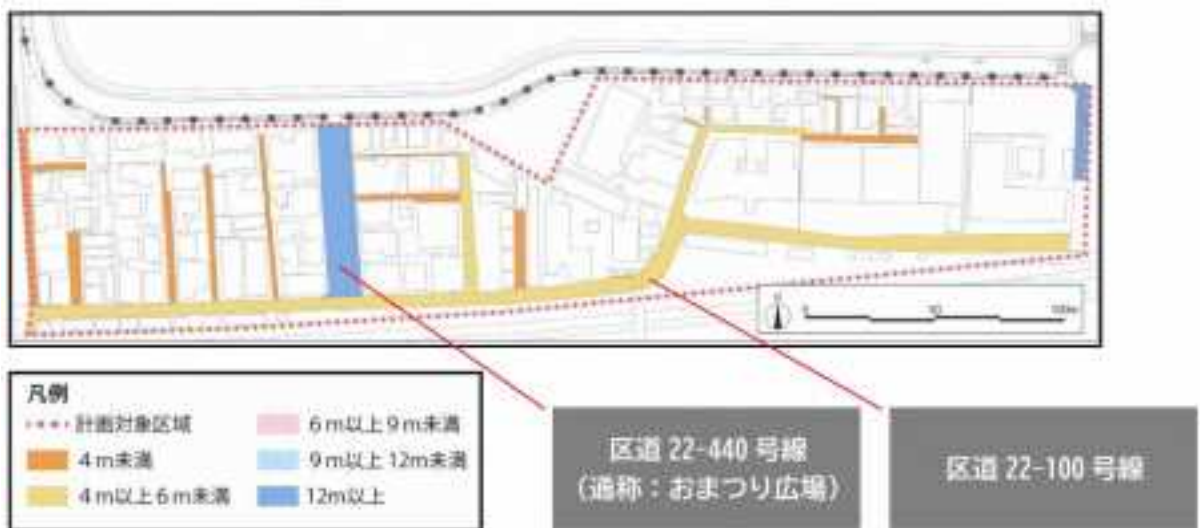 0
50
100m
凡例
計画対象区域
4m未満
4m以上6m未満
6m以上9m未満
9m以上12m未満
12m以上
区道 22-440 号線
(通称：おまつり広場)
区道 22-100 号線